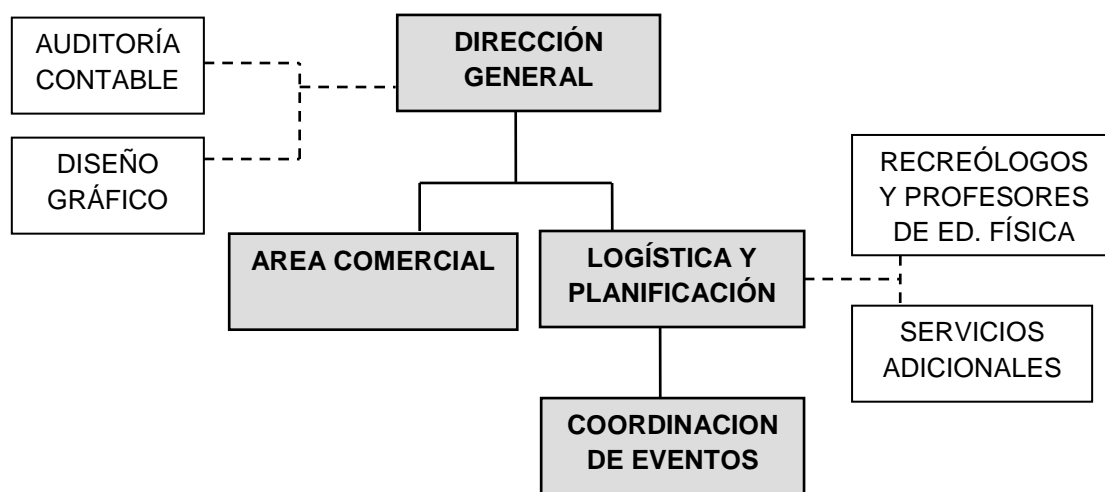 AUDITORÍA
CONTABLE
DIRECCIÓN
GENERAL
DISEÑO
GRÁFICO
RECREÓLOGOS
Y PROFESORES
DE ED. FÍSICA
AREA COMERCIAL
LOGÍSTICA Y
PLANIFICACIÓN
SERVICIOS
ADICIONALES
COORDINACION
DE EVENTOS